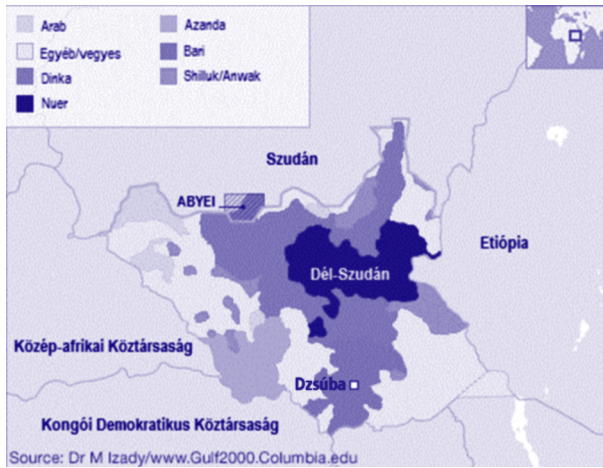 Arab
Egyéb/vegyes
Dinka
Nuer
Azanda
Bari
Shilluk/Anwak
Szudán
ABYEI
Etiópia
Dél-Szudán
Közép-afrikai Köztársaság
Dzsúba
Kongói Demokratikus Köztársaság
Source: Dr M Izady/www.Gulf2000.Columbia.edu